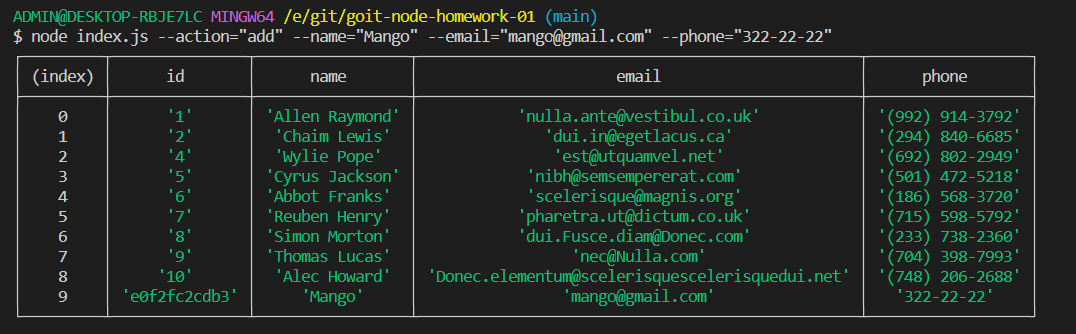 ADMIN@DESKTOP-RBJE7LC MINGW64 /e/git/goit-node-homework-01 (main)
$ node index.js --action="add" --name="Mango" --email="mango@gmail.com" --phone="322-22-22"
(index) id name email phone
0 '1' 'Allen Raymond' 'nulla.ante@vestibul.co.uk' '(992) 914-3792'
1 '2' 'Chaim Lewis' 'dui.in@egetlacus.ca' '(294) 840-6685'
2 '4' 'Wylie Pope' 'est@utquamvel.net' '(692) 802-2949'
3 '5' 'Cyrus Jackson' 'nibh@semsempererat.com' '(501) 472-5218'
4 '6' 'Abbot Franks' 'scelerisque@magnis.org' '(186) 568-3720'
5 '7' 'Reuben Henry' 'pharetra.ut@dictum.co.uk' '(715) 598-5792'
6 '8' 'Simon Morton' 'dui.Fusce.diam@Donec.com' '(233) 738-2360'
7 '9' 'Thomas Lucas' 'nec@Nulla.com' '(704) 398-7993'
8 '10' 'Alec Howard' 'Donec.elementum@scelerisquescelerisquedui.net' '(748) 206-2688'
9 'e0f2fc2cdb3' 'Mango' 'mango@gmail.com' '322-22-22'